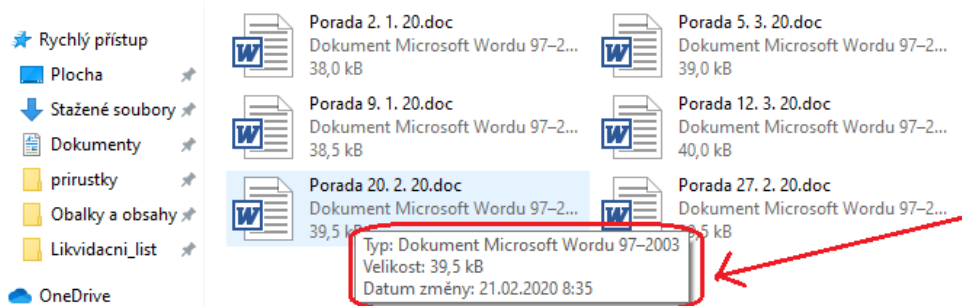 Rychlý přístup
Plocha
Stažené soubory
Dokumenty
prirustky
Obalky a obsahy
Likvidacni_list
OneDrive
Porada 2. 1. 20.doc
Dokument Microsoft Wordu 97–2...
38,0 kB
Porada 5. 3. 20.doc
Dokument Microsoft Wordu 97–2...
39,0 kB
Porada 9. 1. 20.doc
Dokument Microsoft Wordu 97–2...
38,5 kB
Porada 12. 3. 20.doc
Dokument Microsoft Wordu 97–2...
40,0 kB
Porada 20. 2. 20.doc
Dokument Microsoft Wordu 97–2...
39,5
Porada 27. 2. 20.doc
Dokument Microsoft Wordu 97–2...
kB
Typ: Dokument Microsoft Wordu 97–2003
Velikost: 39,5 kB
Datum změny: 21.02.2020 8:35